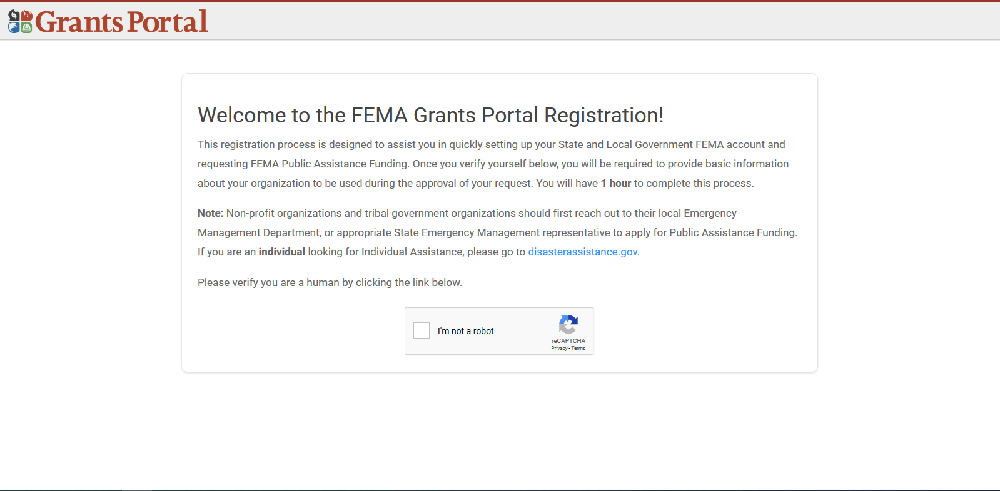 Grants Portal
Welcome to the FEMA Grants Portal Registration!
This registration process is designed to assist you in quickly setting up your State and Local Government FEMA account and
requesting FEMA Public Assistance Funding. Once you verify yourself below, you will be required to provide basic information
about your organization to be used during the approval of your request. You will have 1 hour to complete this process.
Note: Non-profit organizations and tribal government organizations should first reach out to their local Emergency
Management Department, or appropriate State Emergency Management representative to apply for Public Assistance Funding.
If you are an individual looking for Individual Assistance, please go to disasterassistance.gov.
Please verify you are a human by clicking the link below.
I'm not a robot
reCAPTCHA
Privacy - Terms